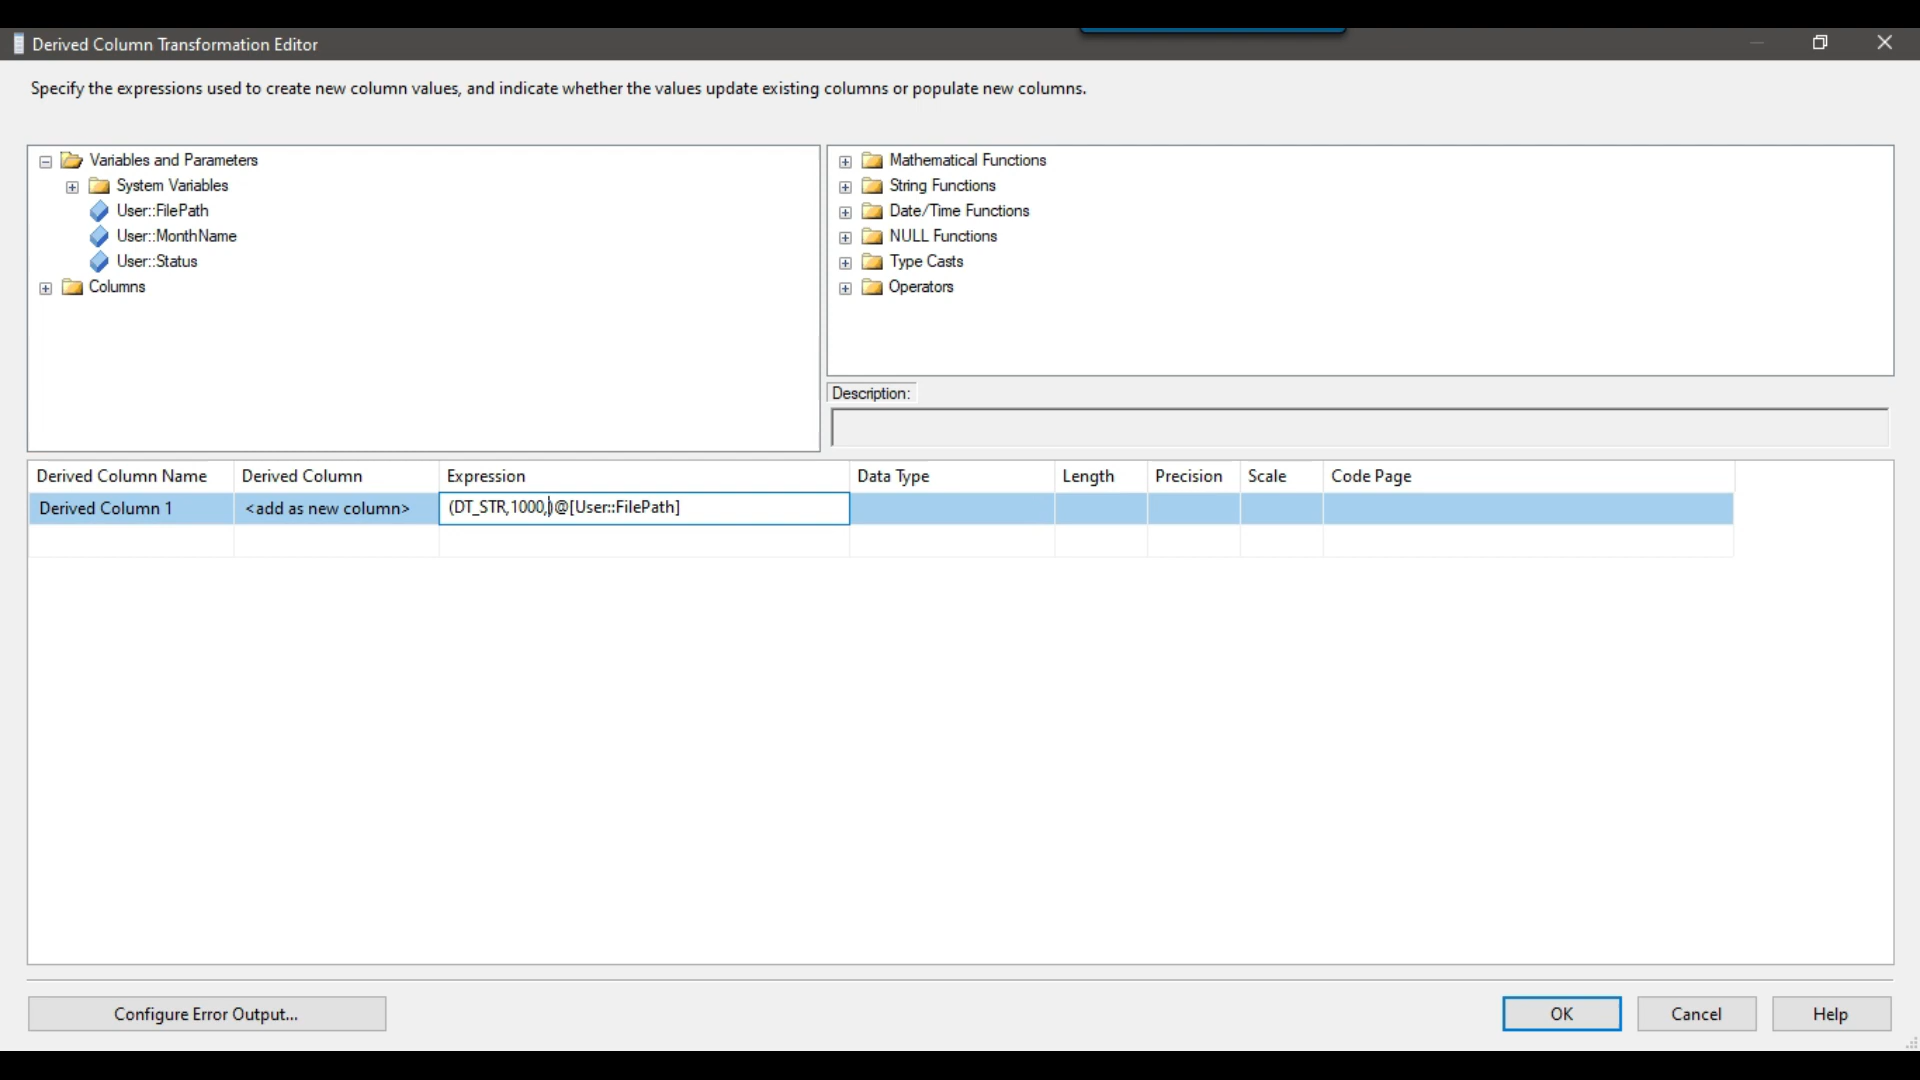 Derived Column Transformation Editor
Specify the expressions used to create new column values, and indicate whether the values update existing columns or populate new columns.
Variables and Parameters
System Variables
User::FilePath
User::MonthName
User::Status
Columns
Mathematical Functions
String Functions
Date/Time Functions
NULL Functions
Type Casts
Operators
Description:
Derived Column Name Derived Column Expression Data Type Length Precision Scale Code Page
Derived Column 1 <add as new column> (DT_STR,1000,)@[User::FilePath]
Configure Error Output... OK Cancel Help